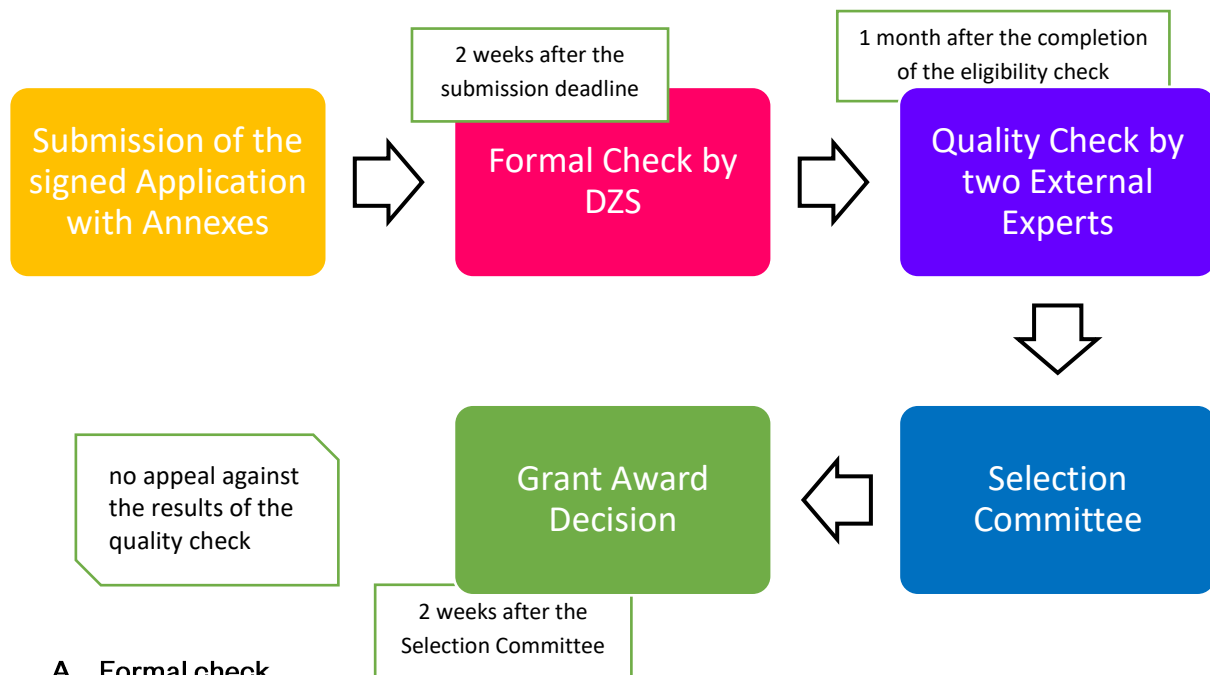 2 weeks after the
submission deadline
1 month after the completion
of the eligibility check
Submission of the
signed Application
with Annexes
Formal Check by
DZS
Quality Check by
two External
Experts
no appeal against
the results of the
quality check
Grant Award
Decision
Selection
Committee
2 weeks after the
Selection Committee
A Formal check